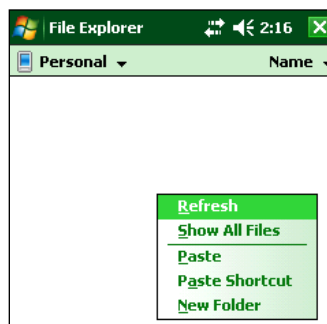 File Explorer 2:16
Personal Name
Refresh
Show All Files
Paste
Paste Shortcut
New Folder